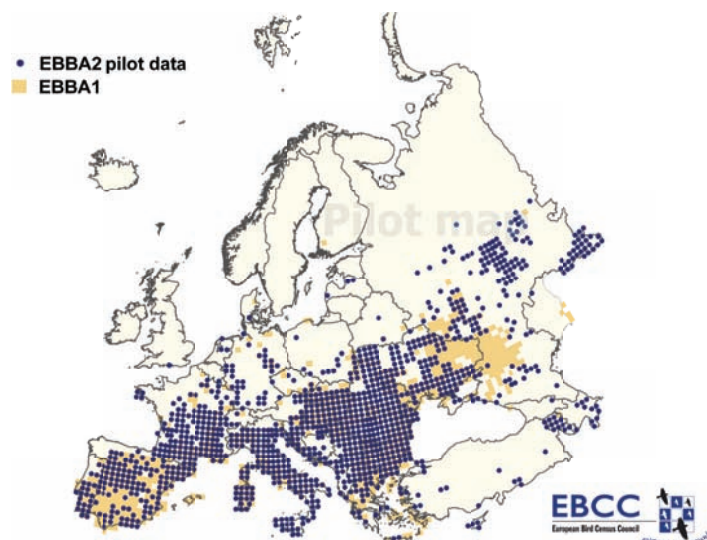 EBBA2 pilot data
EBBA1
Pilot map
EBCC
European Bird Census Council